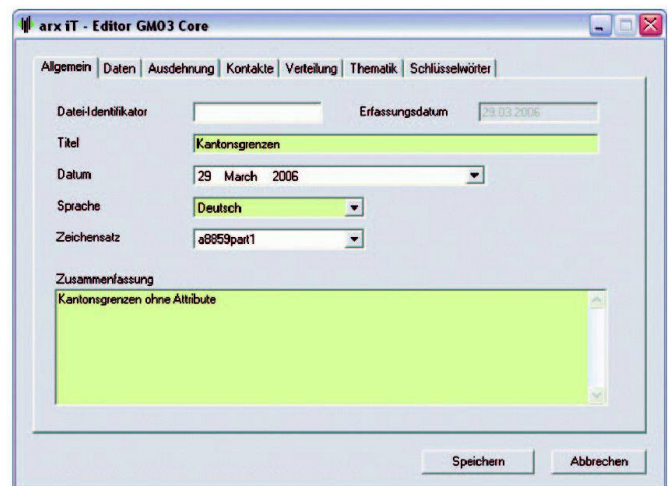 arx iT - Editor GM03 Core
Allgemein Daten Ausdehnung Kontakte Verteilung Thematik Schlüsselwörter
Datei-Identifikator Erfassungsdatum 29.03.2006
Titel Kantonsgrenzen
Datum 29 March 2006
Sprache Deutsch
Zeichensatz a8859part1
Zusammenfassung
Kantonsgrenzen ohne Attribute
Speichern Abbrechen